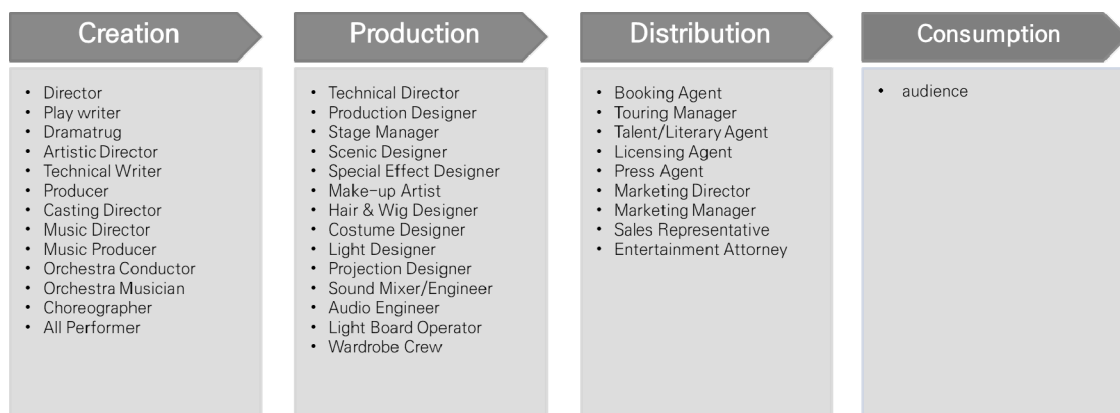 Creation
• Director
• Play writer
• Dramatrug
• Artistic Director
• Technical Writer
• Producer
• Casting Director
• Music Director
• Music Producer
• Orchestra Conductor
• Orchestra Musician
• Choreographer
• All Performer
Production
• Technical Director
• Production Designer
• Stage Manager
• Scenic Designer
• Special Effect Designer
• Make-up Artist
• Hair & Wig Designer
• Costume Designer
• Light Designer
• Projection Designer
• Sound Mixer/Engineer
• Audio Engineer
• Light Board Operator
• Wardrobe Crew
Distribution
• Booking Agent
• Touring Manager
• Talent/Literary Agent
• Licensing Agent
• Press Agent
• Marketing Director
• Marketing Manager
• Sales Representative
• Entertainment Attorney
Consumption
• audience